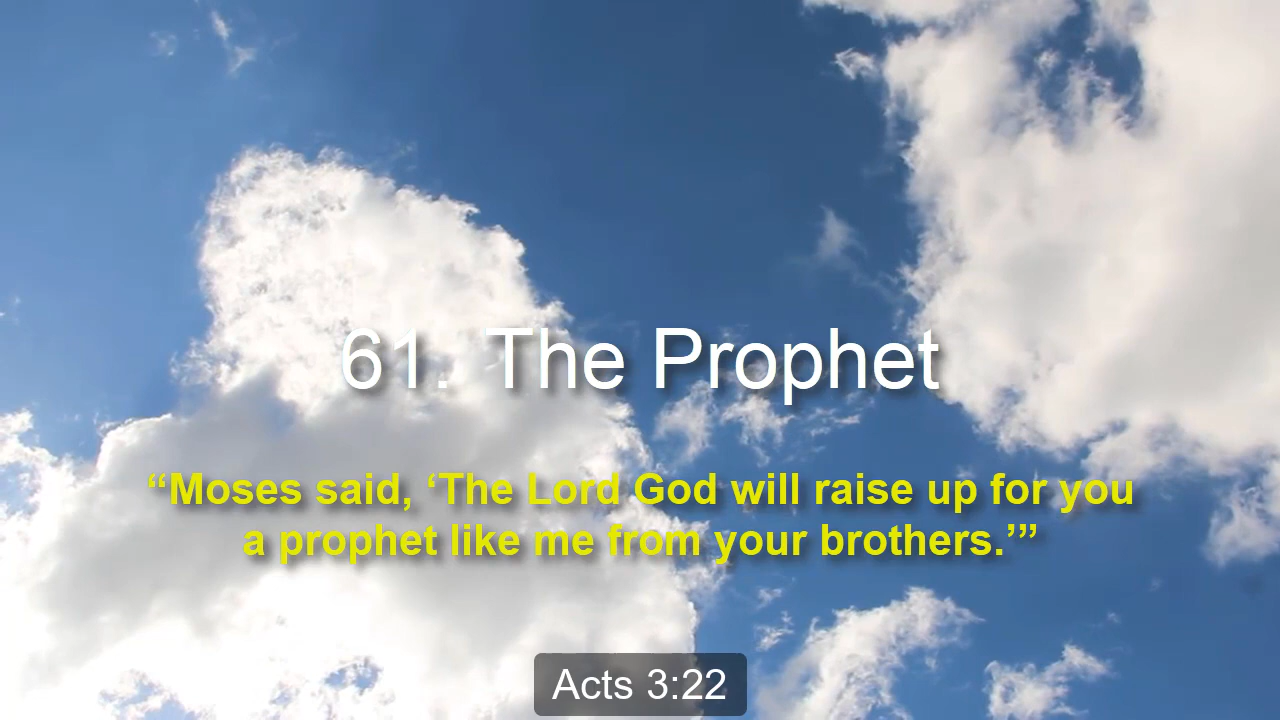 61. The Prophet
“Moses said, ‘The Lord God will raise up for you
a prophet like me from your brothers.’”
Acts 3:22